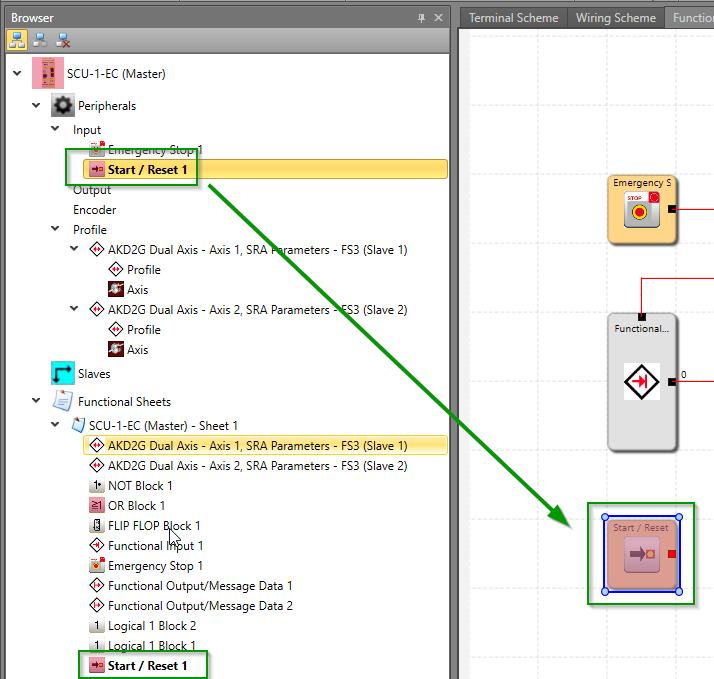 Browser
Terminal Scheme
Wiring Scheme
Functio
SCU-1-EC (Master)
Peripherals
Input
Emergency Stop 1
Start / Reset 1
Output
Encoder
Profile
AKD2G Dual Axis - Axis 1, SRA Parameters - FS3 (Slave 1)
Profile
Axis
AKD2G Dual Axis - Axis 2, SRA Parameters - FS3 (Slave 2)
Profile
Axis
Slaves
Functional Sheets
SCU-1-EC (Master) - Sheet 1
AKD2G Dual Axis - Axis 1, SRA Parameters - FS3 (Slave 1)
AKD2G Dual Axis - Axis 2, SRA Parameters - FS3 (Slave 2)
NOT Block 1
OR Block 1
FLIP FLOP Block 1
Functional Input 1
Emergency Stop 1
Functional Output/Message Data 1
Functional Output/Message Data 2
Logical 1 Block 2
Logical 1 Block 1
Start / Reset 1
Emergency S
STOP
Functional...
0
Start / Reset